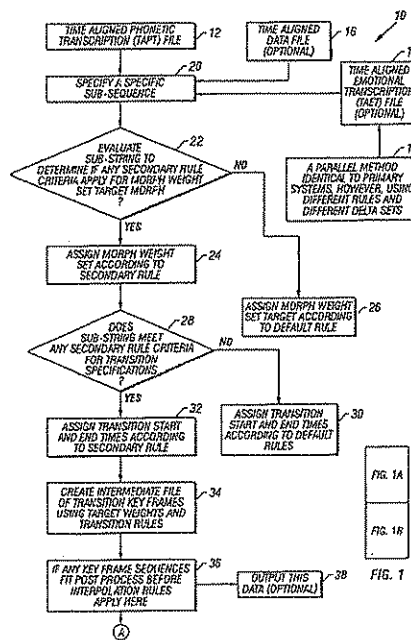 10
TIME ALIGNED PHONETIC
TRANSCRIPTION (TAPT) FILE
12
TIME ALIGNED
DATA FILE
(OPTIONAL)
16
20
SPECIFY A SPECIFIC
SUB-SEQUENCE
TIME ALIGNED
EMOTIONAL
TRANSCRIPTION
(TAET) FILE
(OPTIONAL)
22
EVALUATE
SUB-STRING TO
DETERMINE IF ANY SECONDARY RULE
CRITERIA APPLY FOR MORPH WEIGHT
SET TARGET MORPH
?
NO
YES
A PARALLEL METHOD
IDENTICAL TO PRIMARY
SYSTEMS, HOWEVER, USING
DIFFERENT RULES AND
DIFFERENT DELTA SETS
ASSIGN MORPH WEIGHT
SET ACCORDING TO
SECONDARY RULE
24
ASSIGN MORPH WEIGHT
SET TARGET ACCORDING
TO DEFAULT RULE
26
28
DOES
SUB-STRING MEET
ANY SECONDARY RULE CRITERIA
FOR TRANSITION
SPECIFICATIONS
?
NO
YES
32
ASSIGN TRANSITION START
AND END TIMES ACCORDING
TO SECONDARY RULE
ASSIGN TRANSITION START
AND END TIMES
ACCORDING TO DEFAULT
RULES
30
CREATE INTERMEDIATE FILE
OF TRANSITION KEY FRAMES
USING TARGET WEIGHTS AND
TRANSITION RULES
34
IF ANY KEY FRAME SEQUENCES
FIT POST PROCESS BEFORE
INTERPOLATION RULES
APPLY HERE
36
OUTPUT THIS
DATA (OPTIONAL)
38
A
FIG. 1A
FIG. 1B
FIG. 1